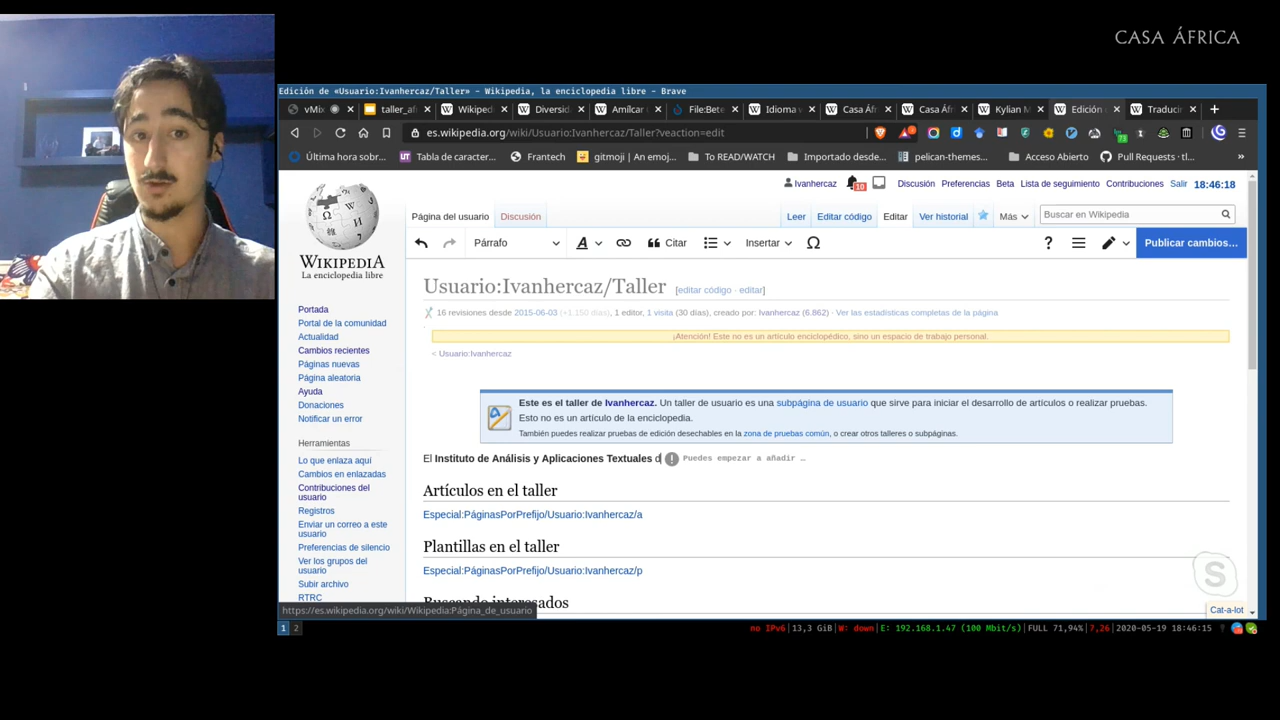 CASA ÁFRICA
Edición de «Usuario:Ivanhercaz/Taller» - Wikipedia, la enciclopedia libre - Brave
vMix taller_af Wikiped Diversid Amílcar File:Bete Idioma v Casa Áfr Casa Áfr Kylian M Edición Traducir
es.wikipedia.org/wiki/Usuario:Ivanhercaz/Taller?veaction=edit
73
Última hora sobr... Tabla de caracter... Frantech gitmoji | An emoj... To READ/WATCH Importado desde... pelican-themes... Acceso Abierto Pull Requests · tl... »
Ivanhercaz 10 Discusión Preferencias Beta Lista de seguimiento Contribuciones Salir 18:46:18
Página del usuario Discusión Leer Editar código Editar Ver historial Más Buscar en Wikipedia
Párrafo A Citar Insertar Ω ? Publicar cambios...
WIKIPEDIA
La enciclopedia libre
Portada
Portal de la comunidad
Actualidad
Cambios recientes
Páginas nuevas
Página aleatoria
Ayuda
Donaciones
Notificar un error
Herramientas
Lo que enlaza aquí
Cambios en enlazadas
Contribuciones del
usuario
Registros
Enviar un correo a este
usuario
Preferencias de silencio
Ver los grupos del
usuario
Subir archivo
RTRC
Usuario:Ivanhercaz/Taller [editar código · editar]
16 revisiones desde 2015-06-03 (+1.150 días), 1 editor, 1 visita (30 días), creado por: Ivanhercaz (6.862) · Ver las estadísticas completas de la página
¡Atención! Este no es un artículo enciclopédico, sino un espacio de trabajo personal.
< Usuario:Ivanhercaz
Este es el taller de Ivanhercaz. Un taller de usuario es una subpágina de usuario que sirve para iniciar el desarrollo de artículos o realizar pruebas.
Esto no es un artículo de la enciclopedia.
También puedes realizar pruebas de edición desechables en la zona de pruebas común, o crear otros talleres o subpáginas.
El Instituto de Análisis y Aplicaciones Textuales d Puedes empezar a añadir …
Artículos en el taller
Especial:PáginasPorPrefijo/Usuario:Ivanhercaz/a
Plantillas en el taller
Especial:PáginasPorPrefijo/Usuario:Ivanhercaz/p
Buscando interesados
Cat-a-lot
https://es.wikipedia.org/wiki/Wikipedia:Página_de_usuario
1 2 no IPv6|13,3 GiB|W: down|E: 192.168.1.47 (100 Mbit/s)|FULL 71,94%|7,26|2020-05-19 18:46:15